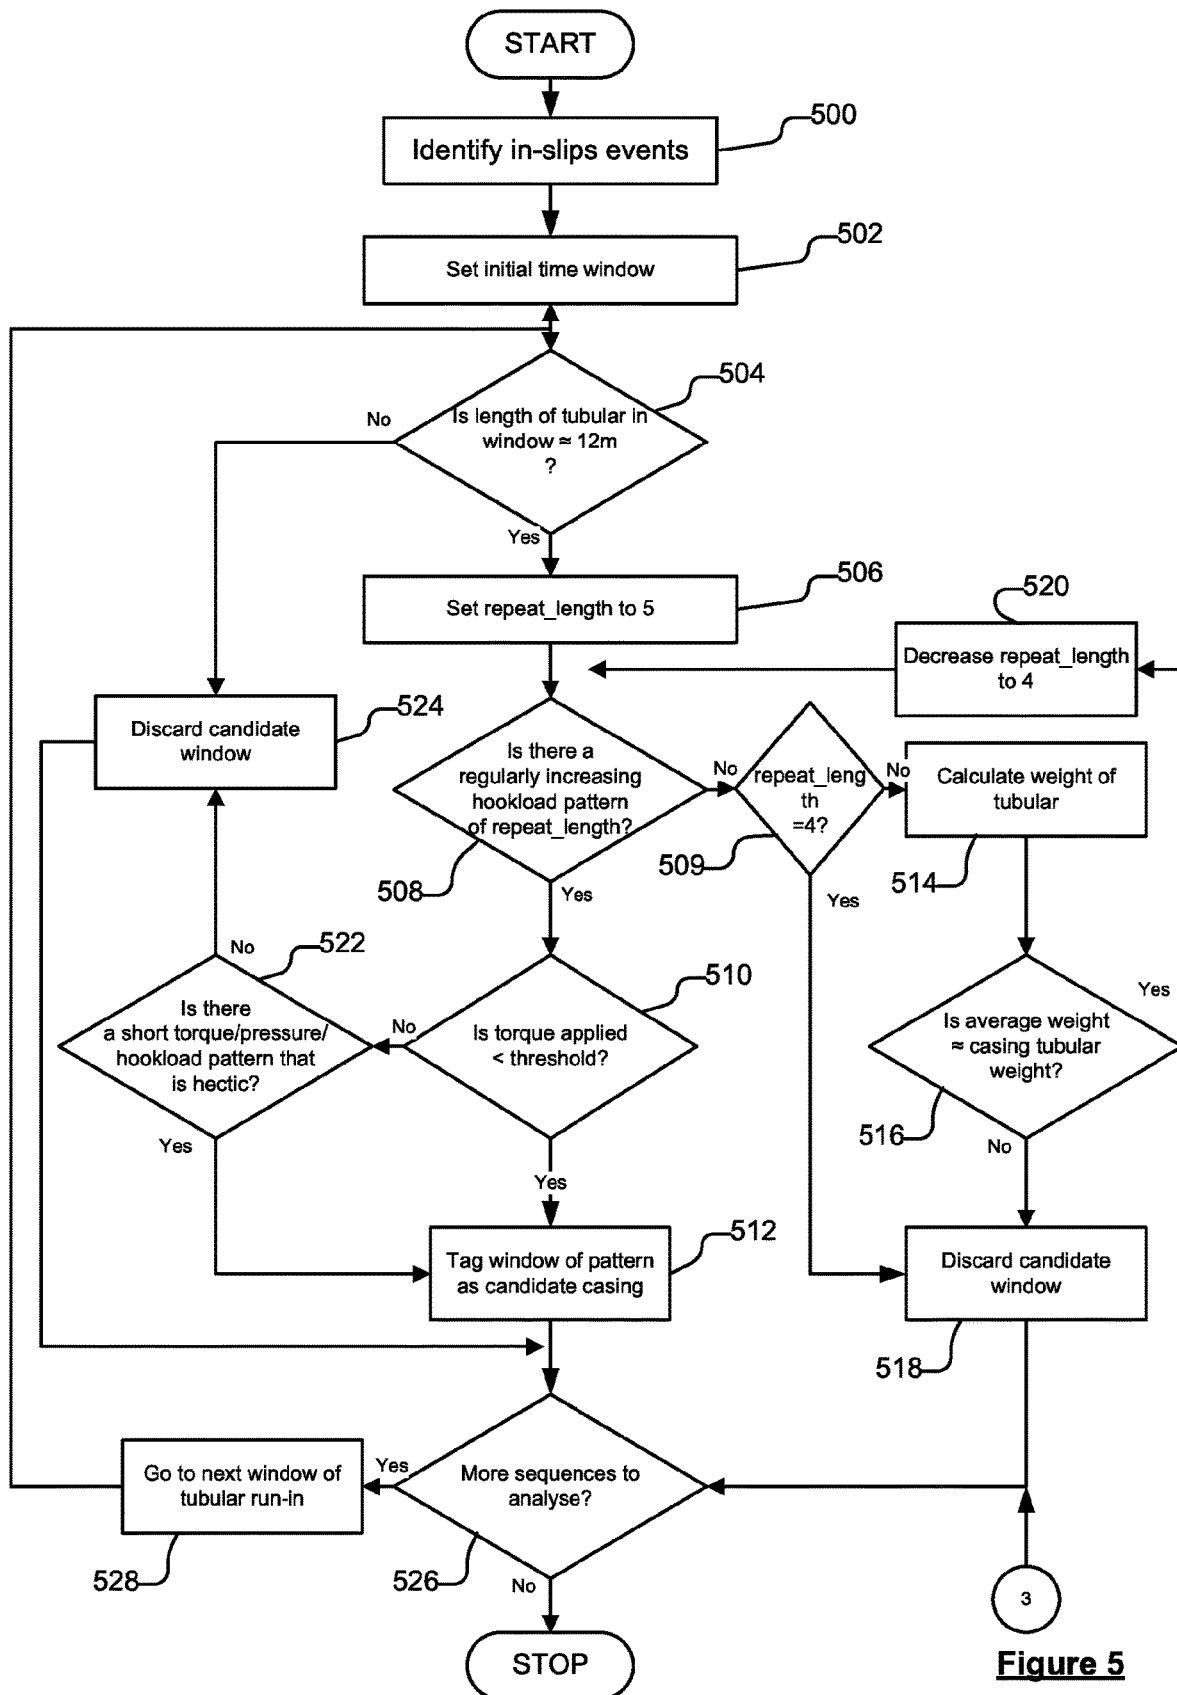 START
500
Identify in-slips events
502
Set initial time window
504
No
Is length of tubular in
window ≈ 12m
?
Yes
506
Set repeat_length to 5
520
Decrease repeat_length
to 4
524
Discard candidate
window
Is there a
regularly increasing
hookload pattern
of repeat_length?
No
repeat_leng
th
=4?
No
Calculate weight of
tubular
508
509
514
Yes
Yes
No
522
510
Yes
Is there
a short torque/pressure/
hookload pattern that
is hectic?
No
Is torque applied
< threshold?
Is average weight
≈ casing tubular
weight?
516
Yes
No
Yes
512
Tag window of pattern
as candidate casing
Discard candidate
window
518
Go to next window of
tubular run-in
Yes
More sequences to
analyse?
528
526
No
3
STOP
Figure 5